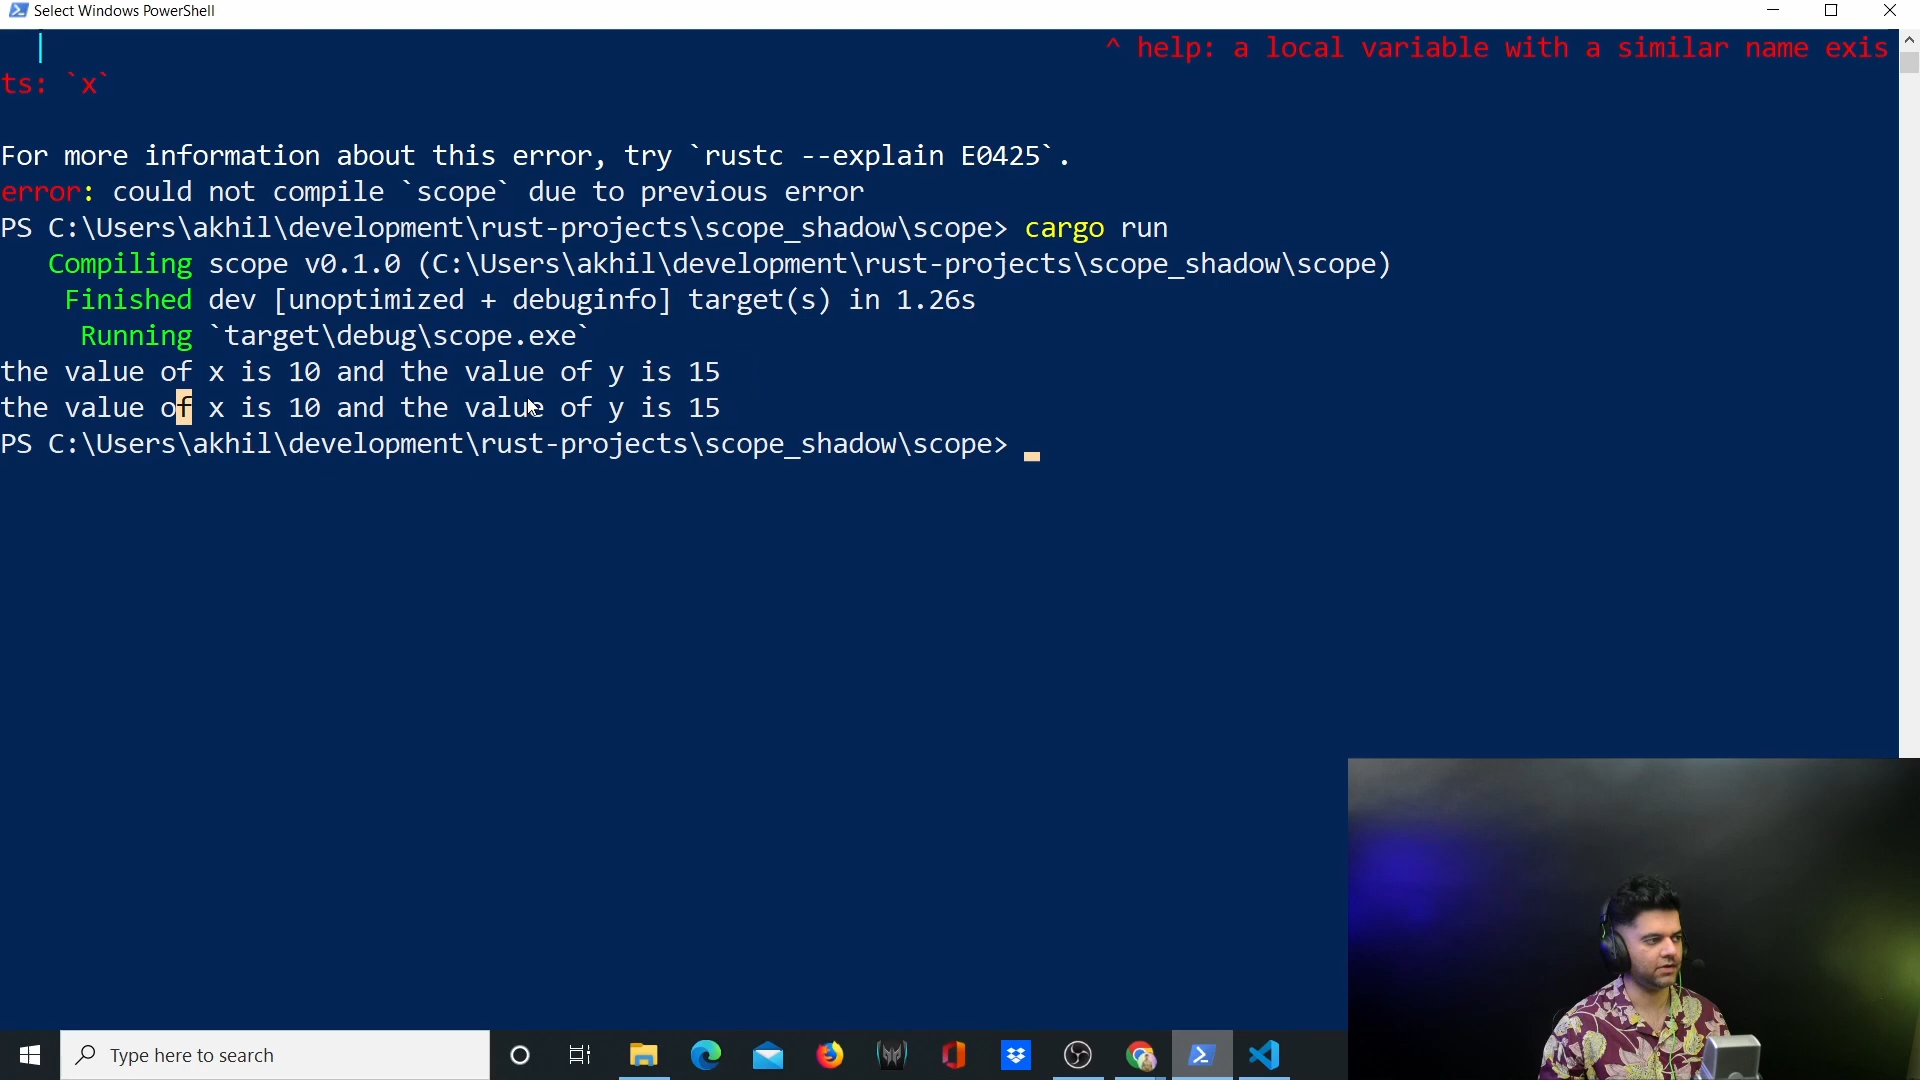 Select Windows PowerShell
| ^ help: a local variable with a similar name exis
ts: `x`
For more information about this error, try `rustc --explain E0425`.
error: could not compile `scope` due to previous error
PS C:\Users\akhil\development\rust-projects\scope_shadow\scope> cargo run
Compiling scope v0.1.0 (C:\Users\akhil\development\rust-projects\scope_shadow\scope)
Finished dev [unoptimized + debuginfo] target(s) in 1.26s
Running `target\debug\scope.exe`
the value of x is 10 and the value of y is 15
the value of x is 10 and the value of y is 15
PS C:\Users\akhil\development\rust-projects\scope_shadow\scope>
Type here to search